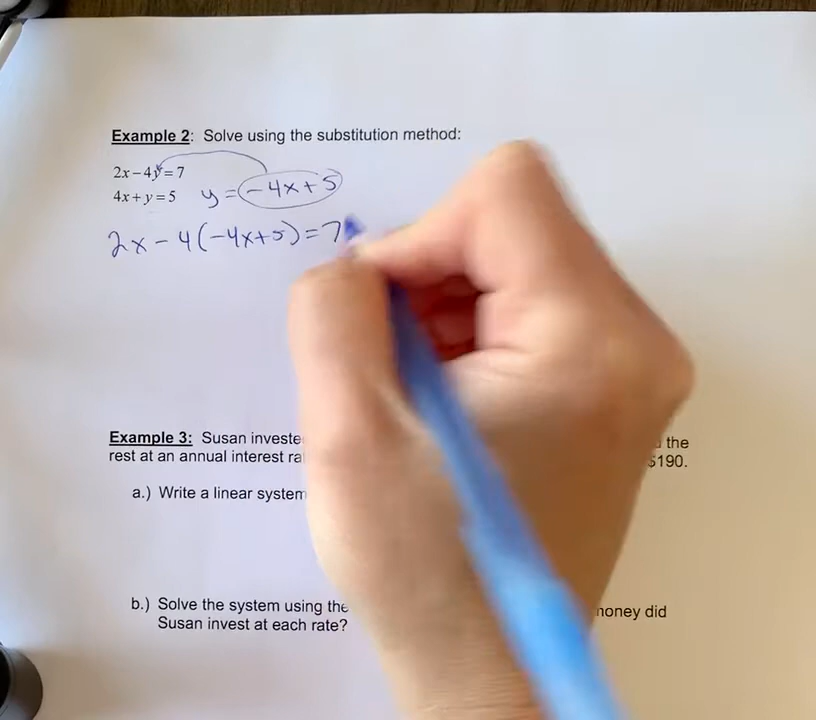 Example 2: Solve using the substitution method:
2x – 4y = 7
4x + y = 5 y = -4x+5
2x - 4(-4x+5) = 7
Example 3: Susan investe the
rest at an annual interest $190.
a.) Write a linear system
b.) Solve the system using the money did
Susan invest at each rate?